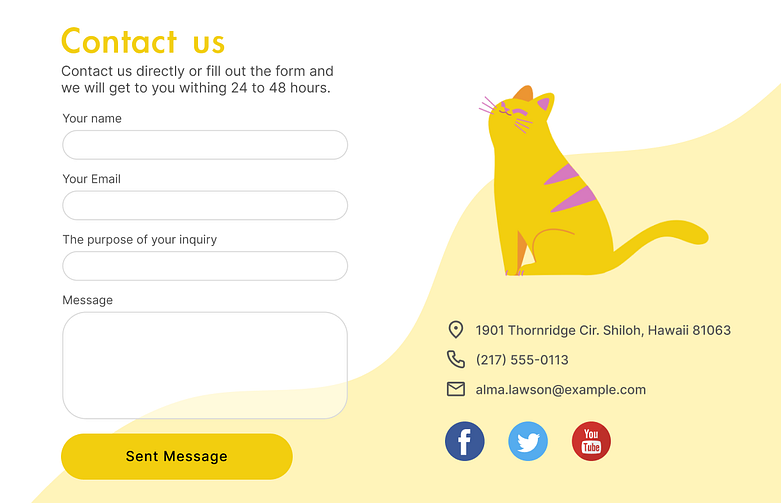 Contact us
Contact us directly or fill out the form and
we will get to you withing 24 to 48 hours.
Your name
Your Email
The purpose of your inquiry
Message
Sent Message
1901 Thornridge Cir. Shiloh, Hawaii 81063
(217) 555-0113
alma.lawson@example.com
f
You
Tube